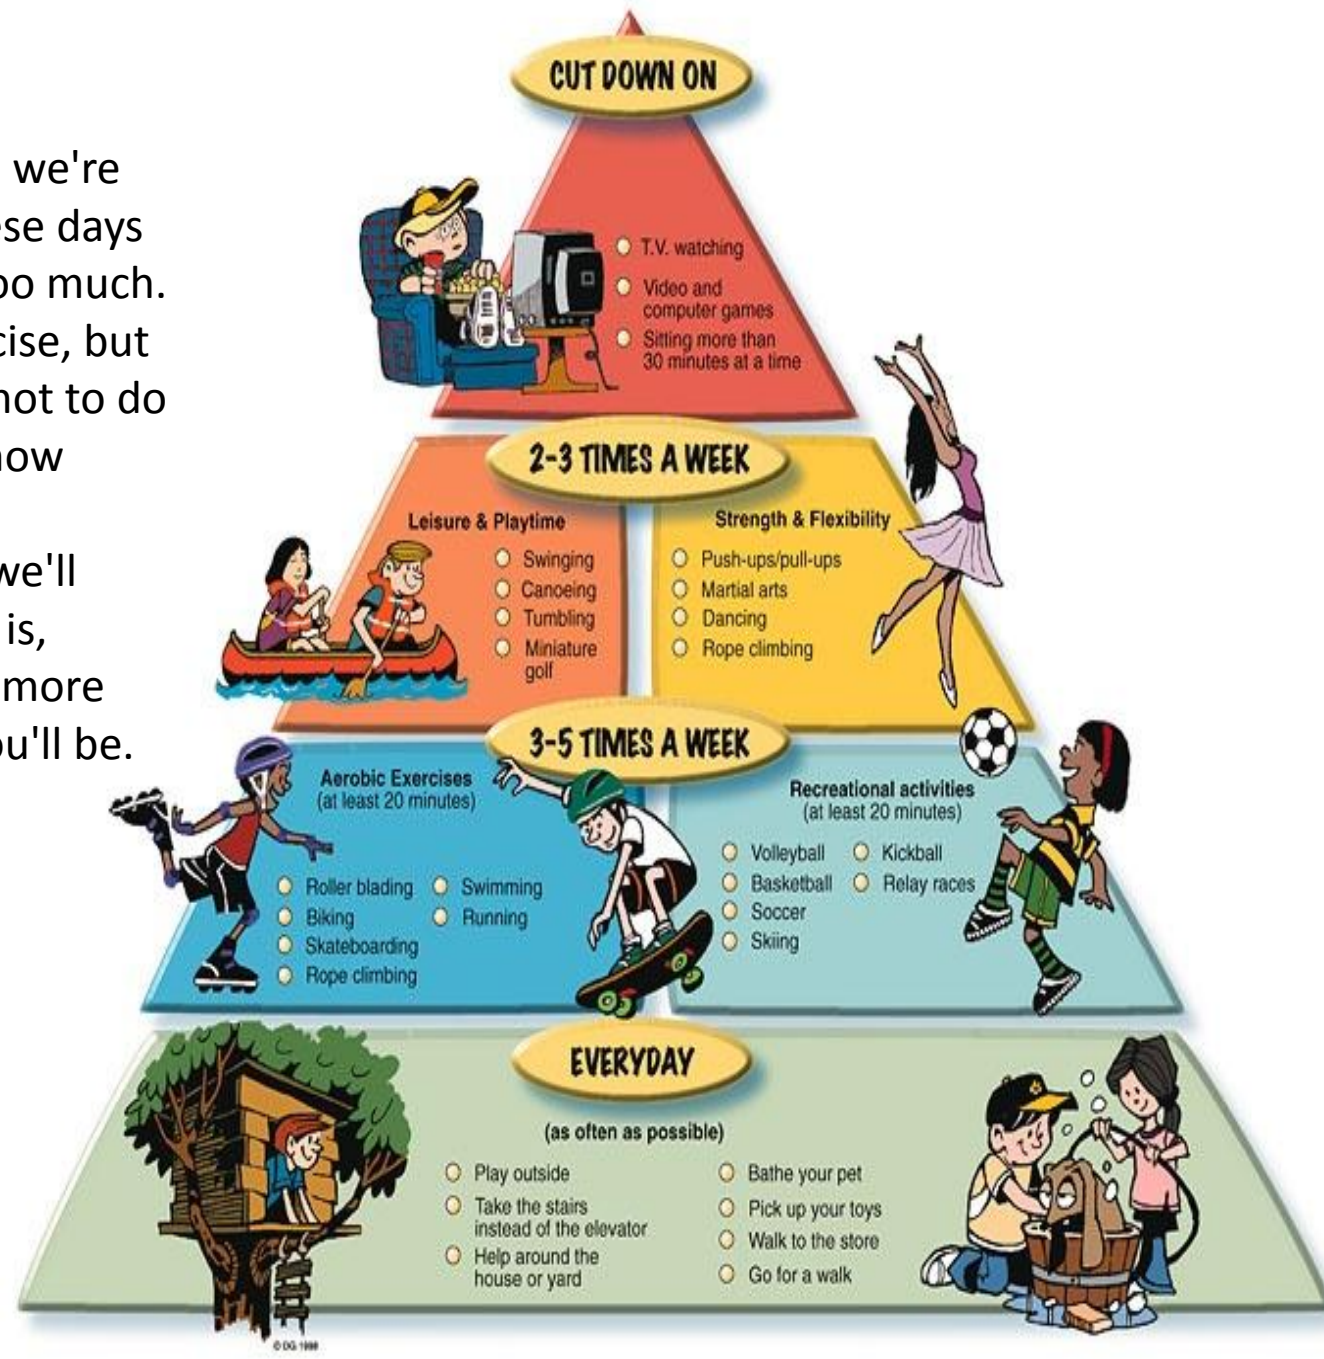 we're
ese days
oo much.
cise, but
not to do
now
we'll
is,
more
ou'll be.
CUT DOWN ON
T.V. watching
Video and
computer games
Sitting more than
30 minutes at a time
2-3 TIMES A WEEK
Leisure & Playtime
Swinging
Canoeing
Tumbling
Miniature
golf
Strength & Flexibility
Push-ups/pull-ups
Martial arts
Dancing
Rope climbing
3-5 TIMES A WEEK
Aerobic Exercises
(at least 20 minutes)
Roller blading
Biking
Skateboarding
Rope climbing
Swimming
Running
Recreational activities
(at least 20 minutes)
Volleyball
Basketball
Soccer
Skiing
Kickball
Relay races
EVERYDAY
(as often as possible)
Play outside
Take the stairs
instead of the elevator
Help around the
house or yard
Bathe your pet
Pick up your toys
Walk to the store
Go for a walk
© DG 1998